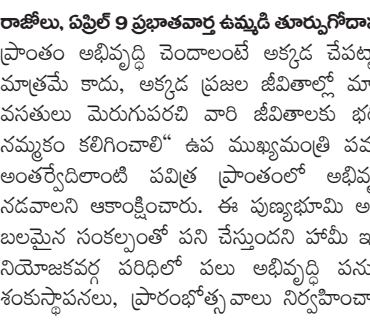 రాజోలు, ఏప్రిల్ 9 ప్రభాతవార్త ఉమ్మడి తూర్పుగోదా
ప్రాంతం అభివృద్ధి చెందాలంటే అక్కడ చేపట్ట
మాత్రమే కాదు, అక్కడ ప్రజల జీవితాల్లో మా
వసతులు మెరుగుపరచి వారి జీవితాలకు భర
నమ్మకం కలిగించాలి“ ఉప ముఖ్యమంత్రి పవ
అంతర్వేదిలాంటి పవిత్ర ప్రాంతంలో అభివృ
నడవాలని ఆకాంక్షించారు. ఈ పుణ్యభూమి అ
బలమైన సంకల్పంతో పని చేస్తుందని హామీ ఇ
నియోజకవర్గ పరిధిలో పలు అభివృద్ధి పను
శంకుస్థాపనలు, ప్రారంభోత్సవాలు నిర్వహించా